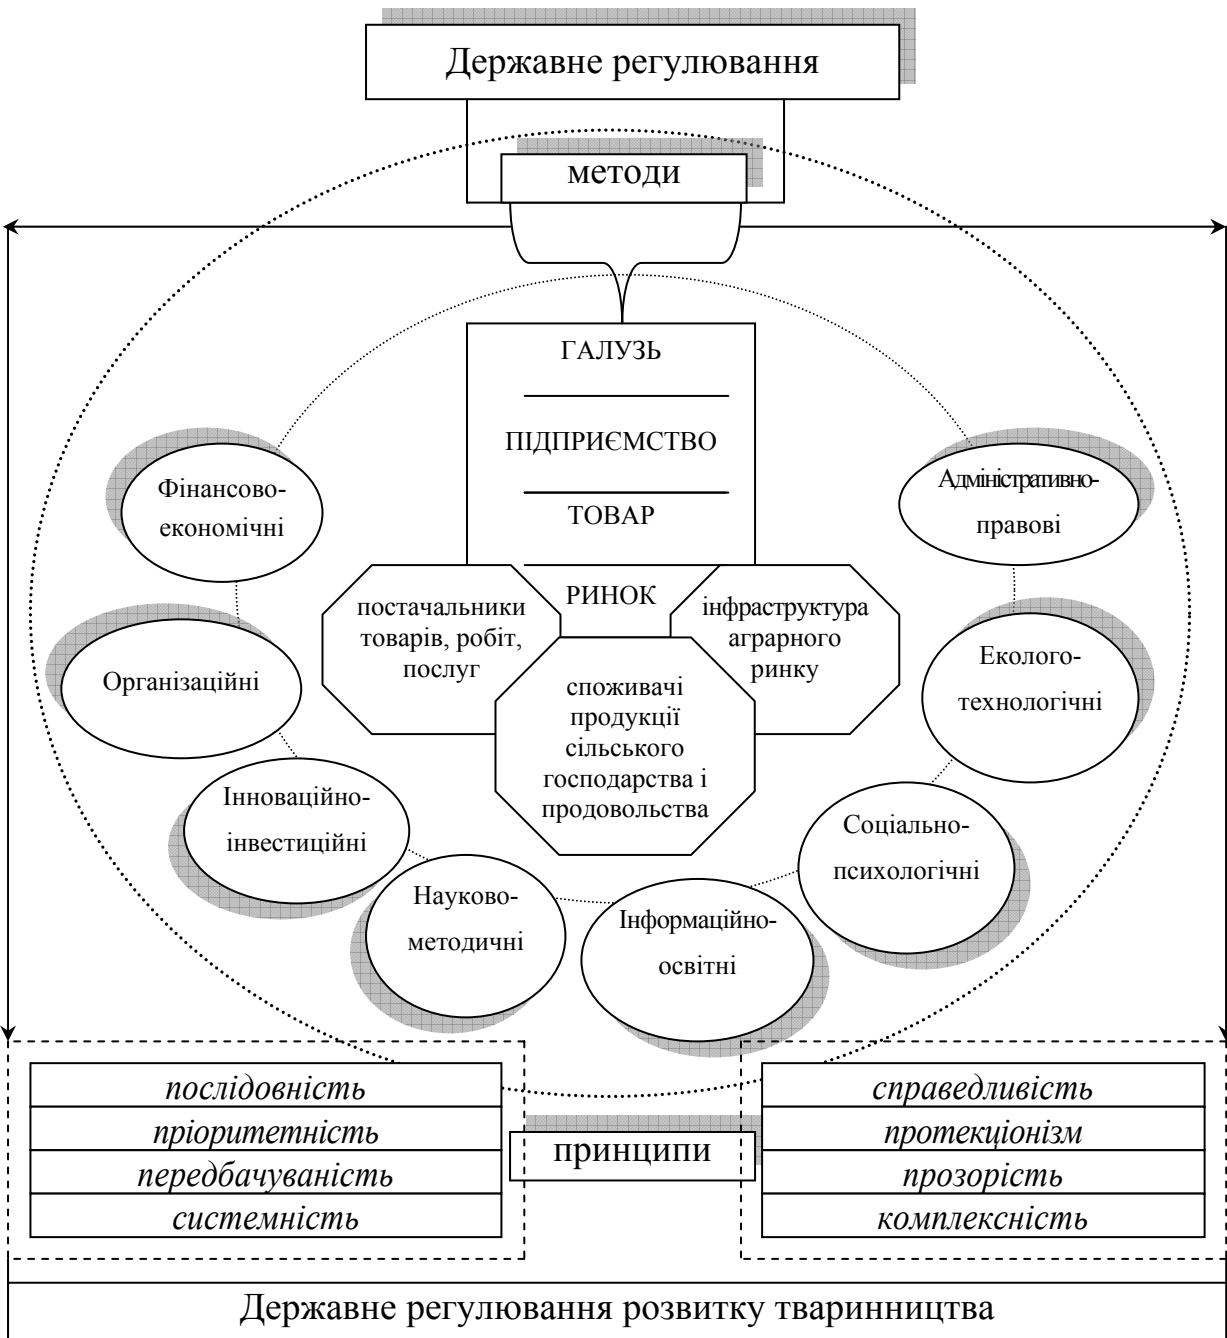 Державне регулювання
методи
ГАЛУЗЬ
ПІДПРИЄМСТВО
ТОВАР
РИНОК
Фінансово-
економічні
Адміністративно-
правові
постачальники
товарів, робіт,
послуг
інфраструктура
аграрного
ринку
Організаційні
Еколого-
технологічні
споживачі
продукції
сільського
господарства і
продовольства
Інноваційно-
інвестиційні
Соціально-
психологічні
Науково-
методичні
Інформаційно-
освітні
послідовність
пріоритетність
передбачуваність
системність
принципи
справедливість
протекціонізм
прозорість
комплексність
Державне регулювання розвитку тваринництва